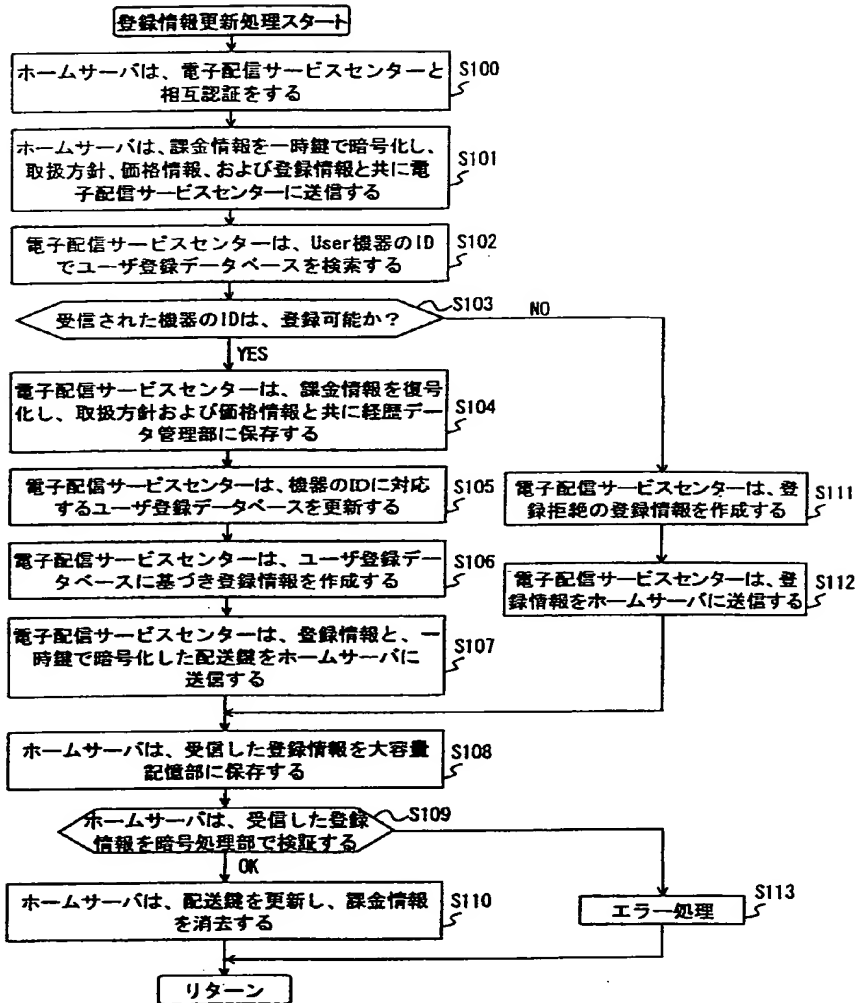 登録情報更新処理スタート
ホームサーバは、電子配信サービスセンターと
相互認証をする
S100
ホームサーバは、課金情報を一時鍵で暗号化し、
取扱方針、価格情報、および登録情報と共に電
子配信サービスセンターに送信する
S101
電子配信サービスセンターは、User機器のID
でユーザ登録データベースを検索する
S102
受信された機器のIDは、登録可能か?
S103
NO
YES
電子配信サービスセンターは、課金情報を復号
化し、取扱方針および価格情報と共に経歴デー
タ管理部に保存する
S104
電子配信サービスセンターは、機器のIDに対応
するユーザ登録データベースを更新する
S105
電子配信サービスセンターは、登
録拒絶の登録情報を作成する
S111
電子配信サービスセンターは、ユーザ登録デー
タベースに基づき登録情報を作成する
S106
電子配信サービスセンターは、登
録情報をホームサーバに送信する
S112
電子配信サービスセンターは、登録情報と、一
時鍵で暗号化した配送鍵をホームサーバに
送信する
S107
ホームサーバは、受信した登録情報を大容量
記憶部に保存する
S108
ホームサーバは、受信した登録
情報を暗号処理部で検証する
S109
OK
ホームサーバは、配送鍵を更新し、課金情報
を消去する
S110
エラー処理
S113
リターン